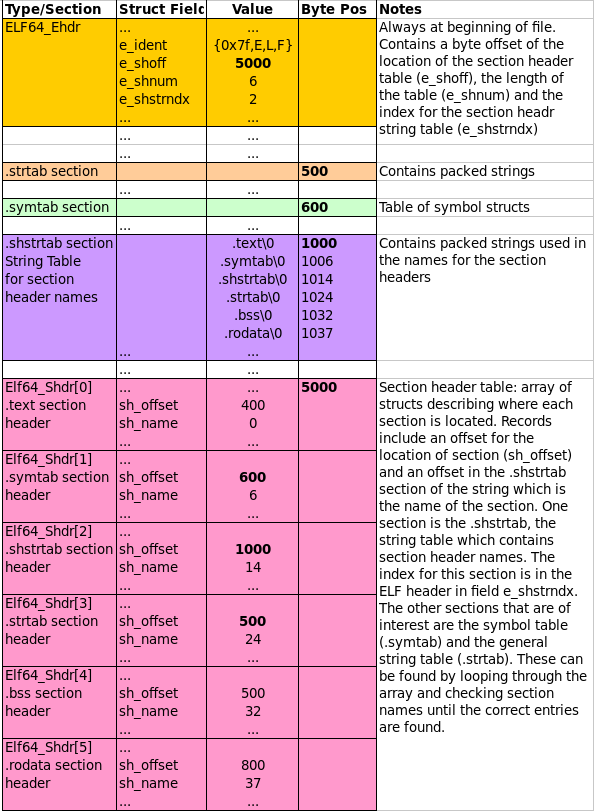 Type/Section Struct Field Value Byte Pos Notes
ELF64_Ehdr ... ... Always at beginning of file.
e_ident {0x7f,E,L,F} Contains a byte offset of the
e_shoff 5000 location of the section header
e_shnum 6 table (e_shoff), the length of
e_shstrndx 2 the table (e_shnum) and the
... ... index for the section headr
... ... string table (e_shstrndx)
... ...
.strtab section 500 Contains packed strings
... ...
.symtab section 600 Table of symbol structs
... ...
.shstrtab section .text\0 1000 Contains packed strings used in
String Table .symtab\0 1006 the names for the section
for section .shstrtab\0 1014 headers
header names .strtab\0 1024
.bss\0 1032
.rodata\0 1037
... ...
... ...
Elf64_Shdr[0] ... ... 5000 Section header table: array of
.text section sh_offset 400 structs describing where each
header sh_name 0 section is located. Records
... ... include an offset for the
Elf64_Shdr[1] ... location of section (sh_offset)
.symtab section sh_offset 600 and an offset in the .shstrtab
header sh_name 6 section of the string which is
... ... the name of the section. One
Elf64_Shdr[2] ... section is the .shstrtab, the
.shstrtab section sh_offset 1000 string table which contains
header sh_name 14 section header names. The
... ... index for this section is in the
Elf64_Shdr[3] ... ELF header in field e_shstrndx.
.strtab section sh_offset 500 The other sections that are of
header sh_name 24 interest are the symbol table
... ... (.symtab) and the general
Elf64_Shdr[4] ... string table (.strtab). These can
.bss section sh_offset 500 be found by looping through the
header sh_name 32 array and checking section
... ... names until the correct entries
Elf64_Shdr[5] ... are found.
.rodata section sh_offset 800
header sh_name 37
... ...